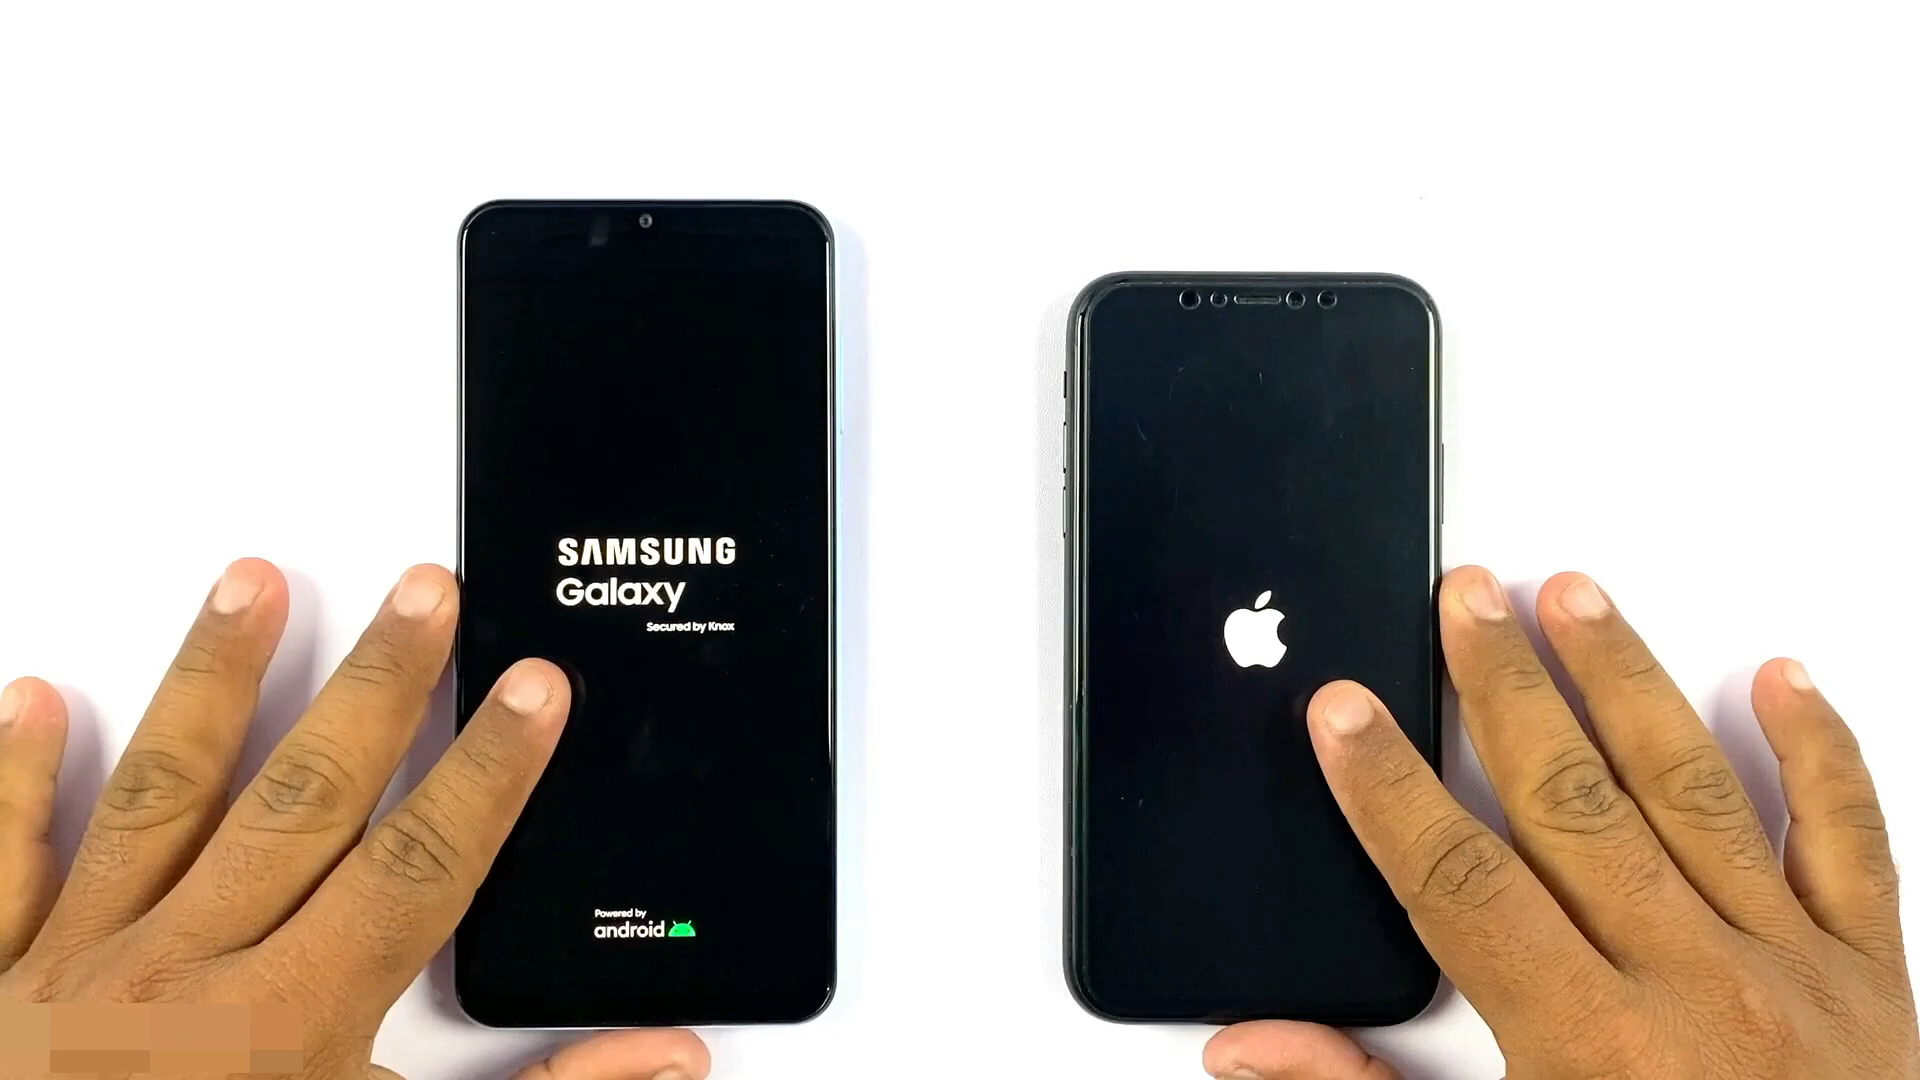 SAMSUNG
Galaxy
Secured by Knox
Powered by
android